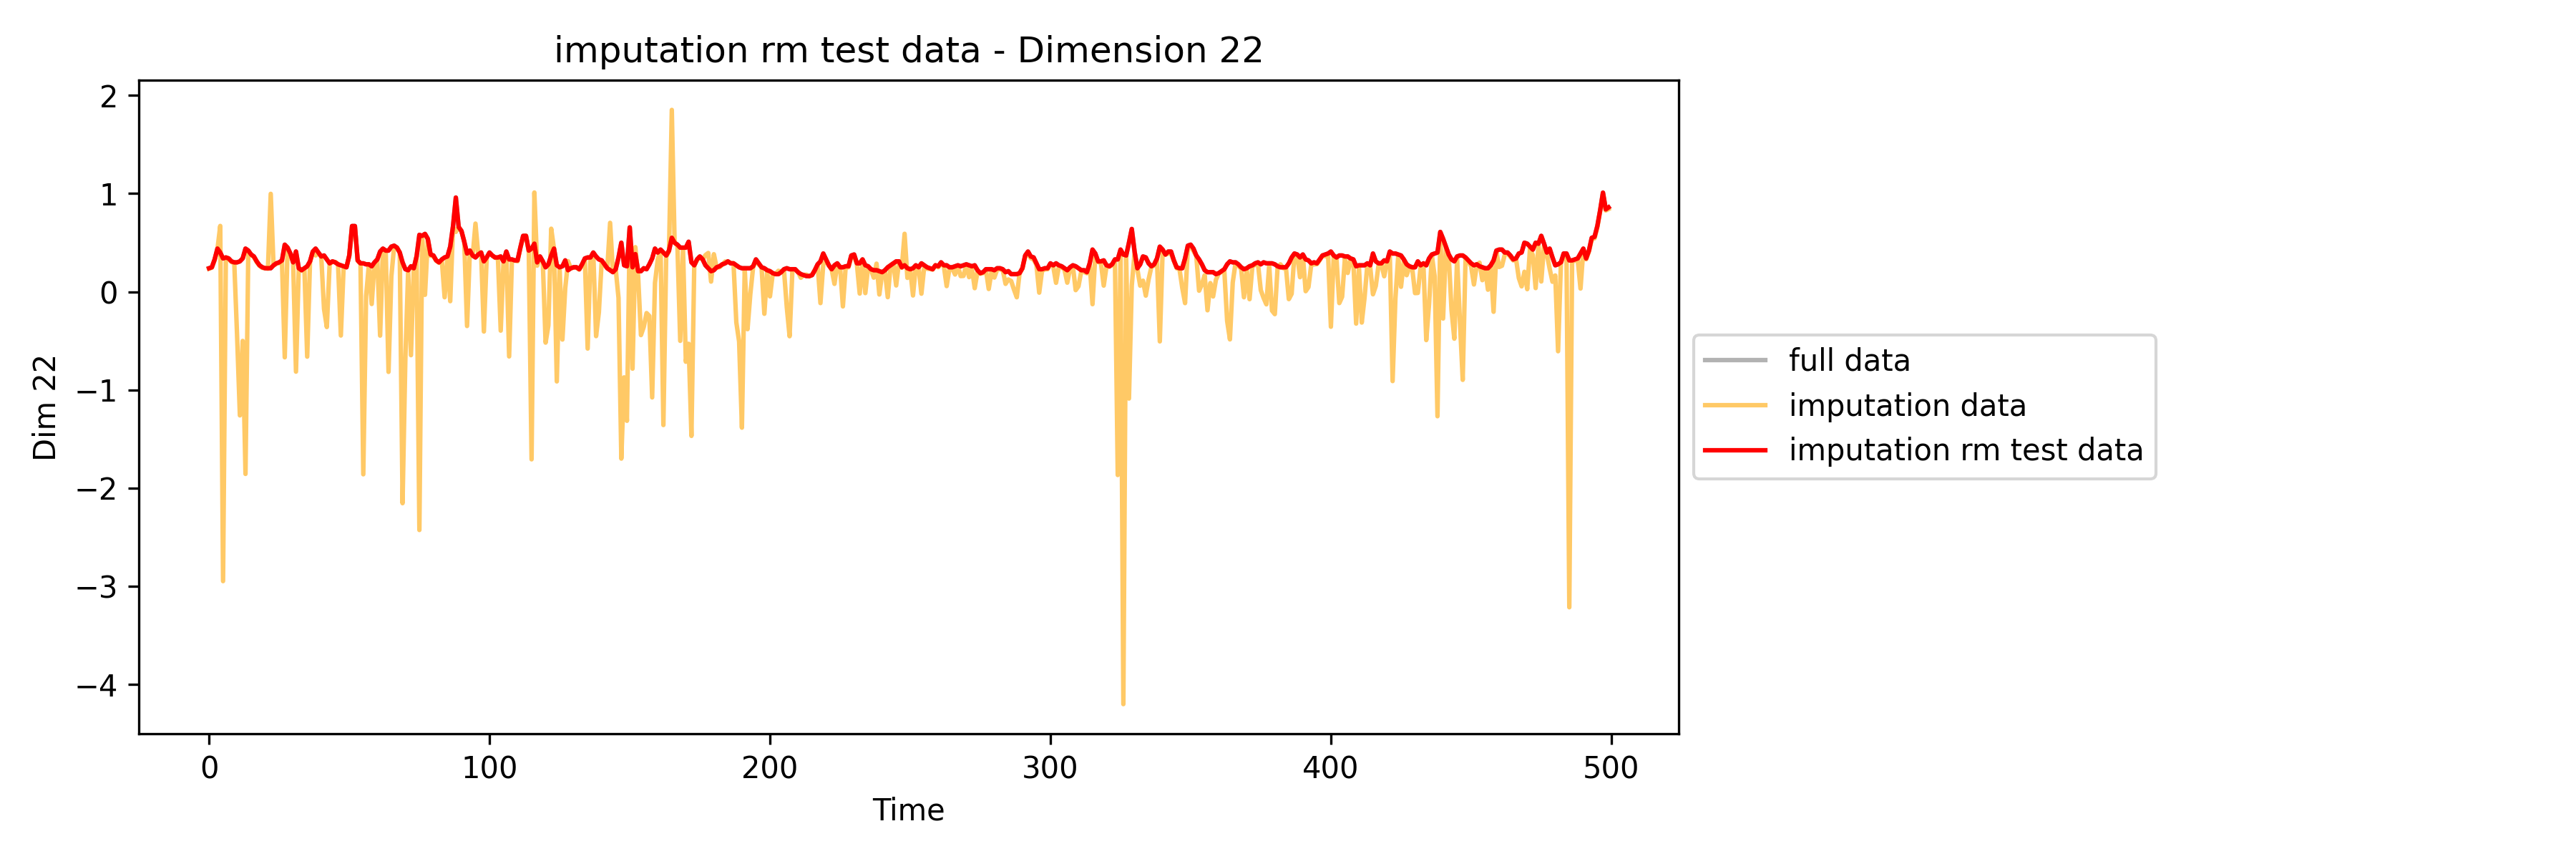 imputation rm test data - Dimension 22
2
1
0
−1
−2
−3
−4
Dim 22
0 100 200 300 400 500
Time
full data
imputation data
imputation rm test data